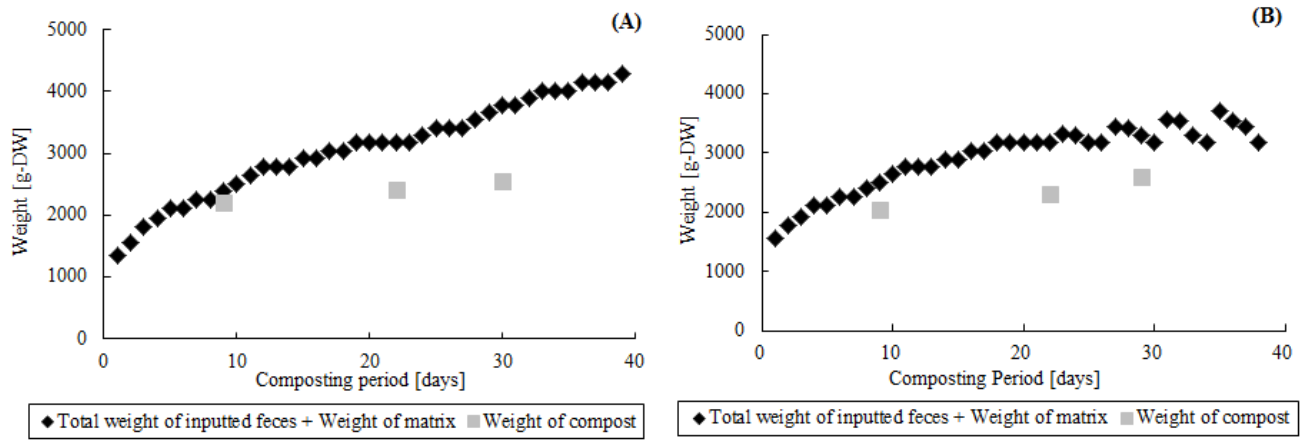 (A)
5000
4000
3000
2000
1000
0
Weight [g-DW]
0 10 20 30 40
Composting period [days]
◆ Total weight of inputted feces + Weight of matrix ■ Weight of compost
(B)
5000
4000
3000
2000
1000
0
Weight [g-DW]
0 10 20 30 40
Composting Period [days]
◆ Total weight of inputted feces + Weight of matrix ■ Weight of compost